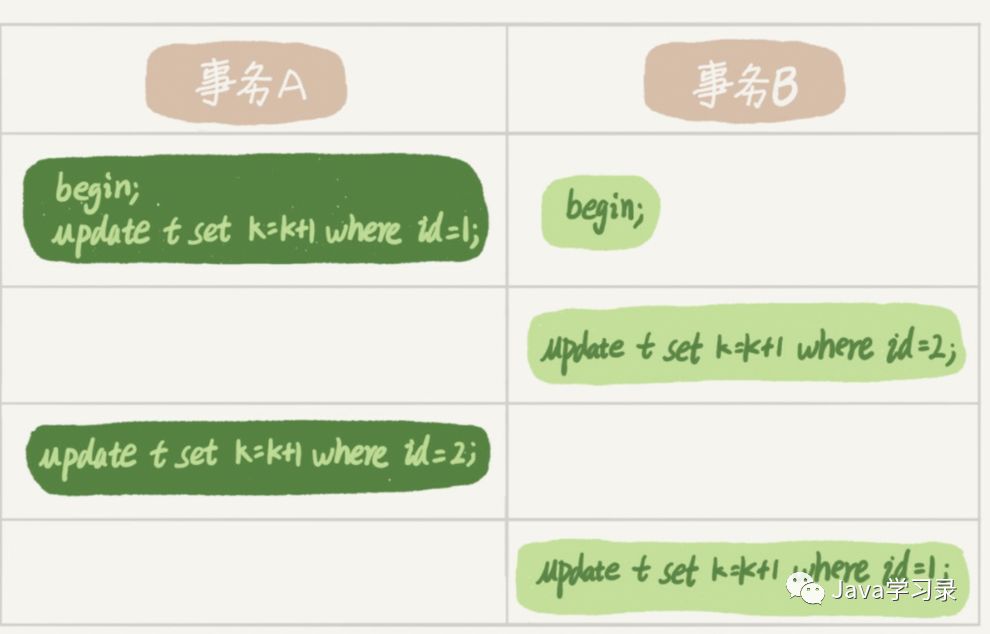 事务A
事务B
begin;
update t set k=k+1 where id=1;
begin;
update t set k=k+1 where id=2;
update t set k=k+1 where id=2;
update t set k=k+1 where id=1;
Java学习录